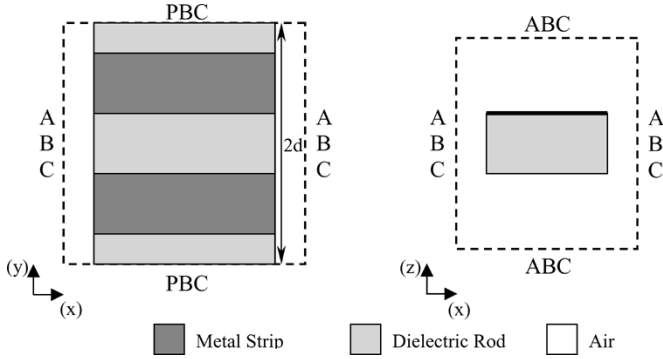 PBC
ABC
A
B
C
A
B
C
2d
A
B
C
A
B
C
PBC
ABC
(y)
(x)
(z)
(x)
Metal Strip
Dielectric Rod
Air